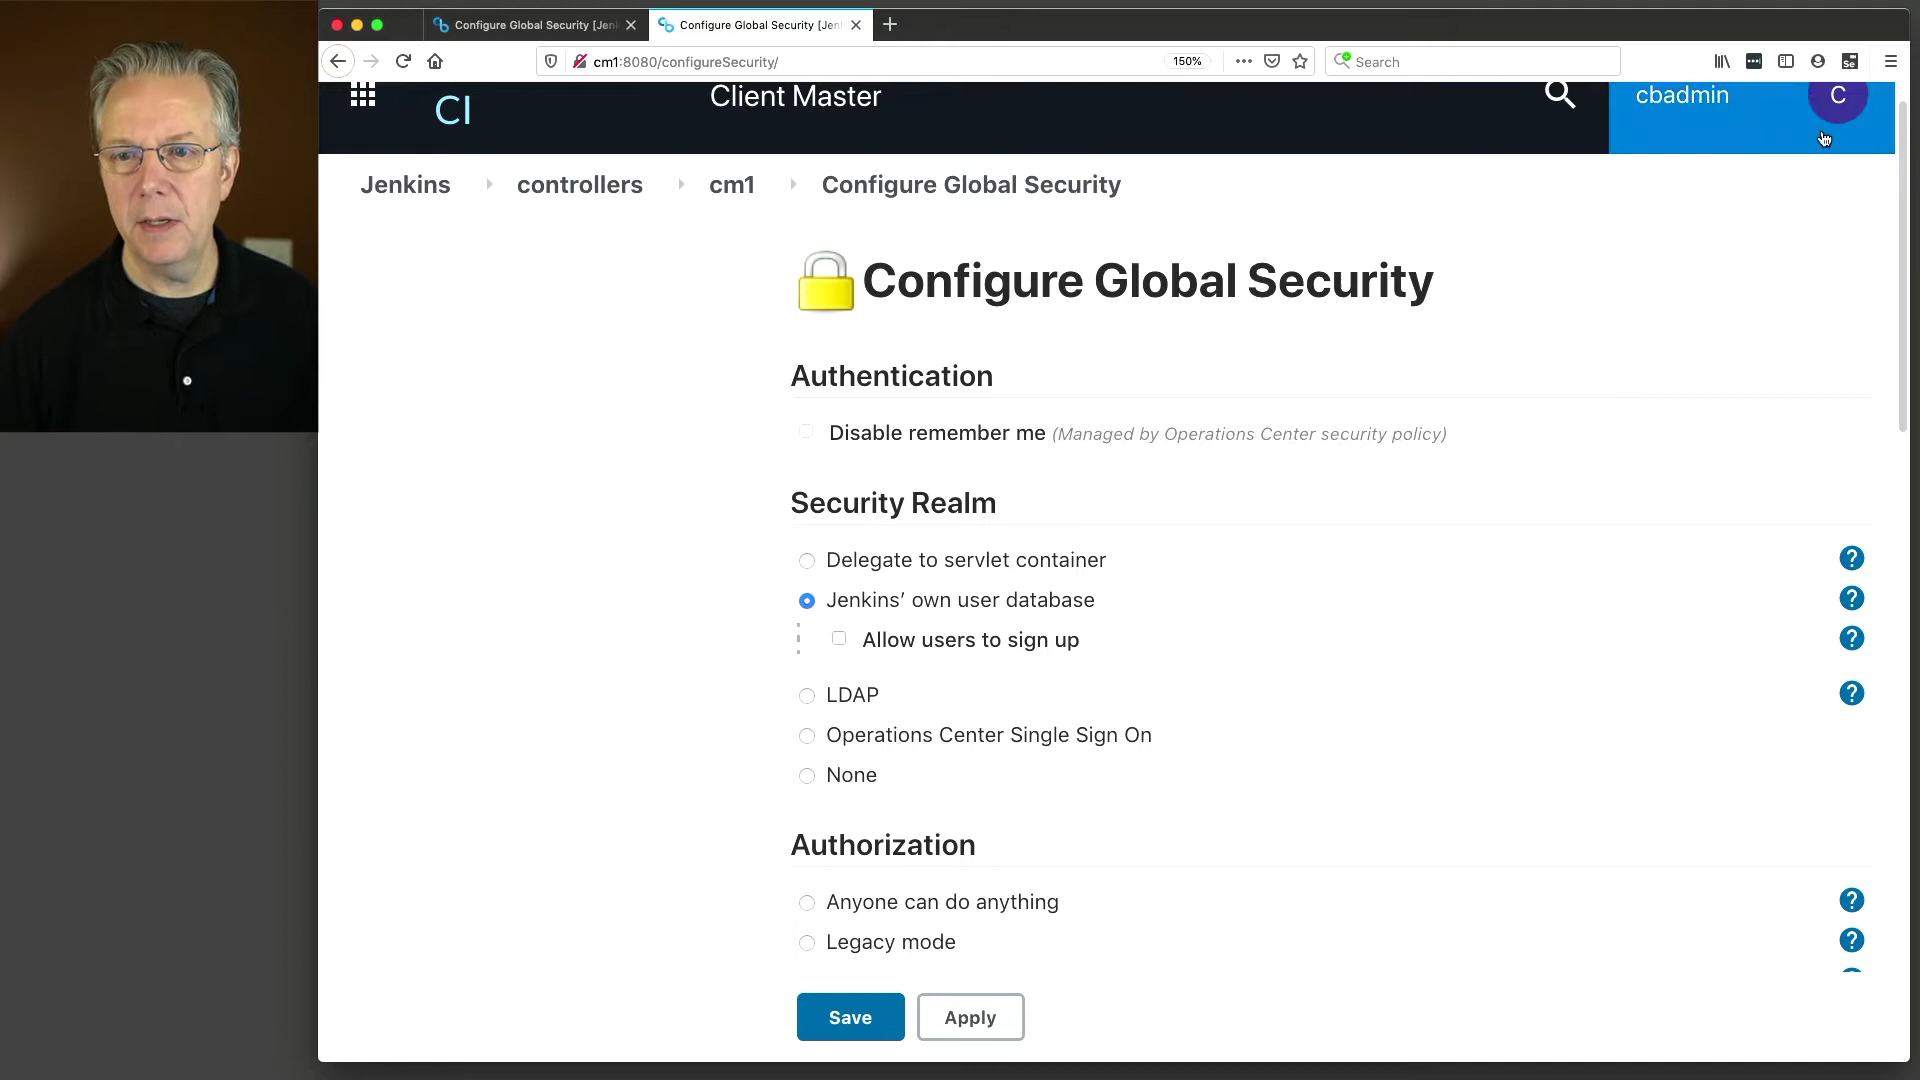 Configure Global Security [Jen
Configure Global Security [Jen
cm1:8080/configureSecurity/
150%
Search
Se
CI
Client Master
cbadmin
C
Jenkins
controllers
cm1
Configure Global Security
Configure Global Security
Authentication
Disable remember me (Managed by Operations Center security policy)
Security Realm
Delegate to servlet container
?
Jenkins’ own user database
?
Allow users to sign up
?
LDAP
?
Operations Center Single Sign On
None
Authorization
Anyone can do anything
?
Legacy mode
?
Save
Apply